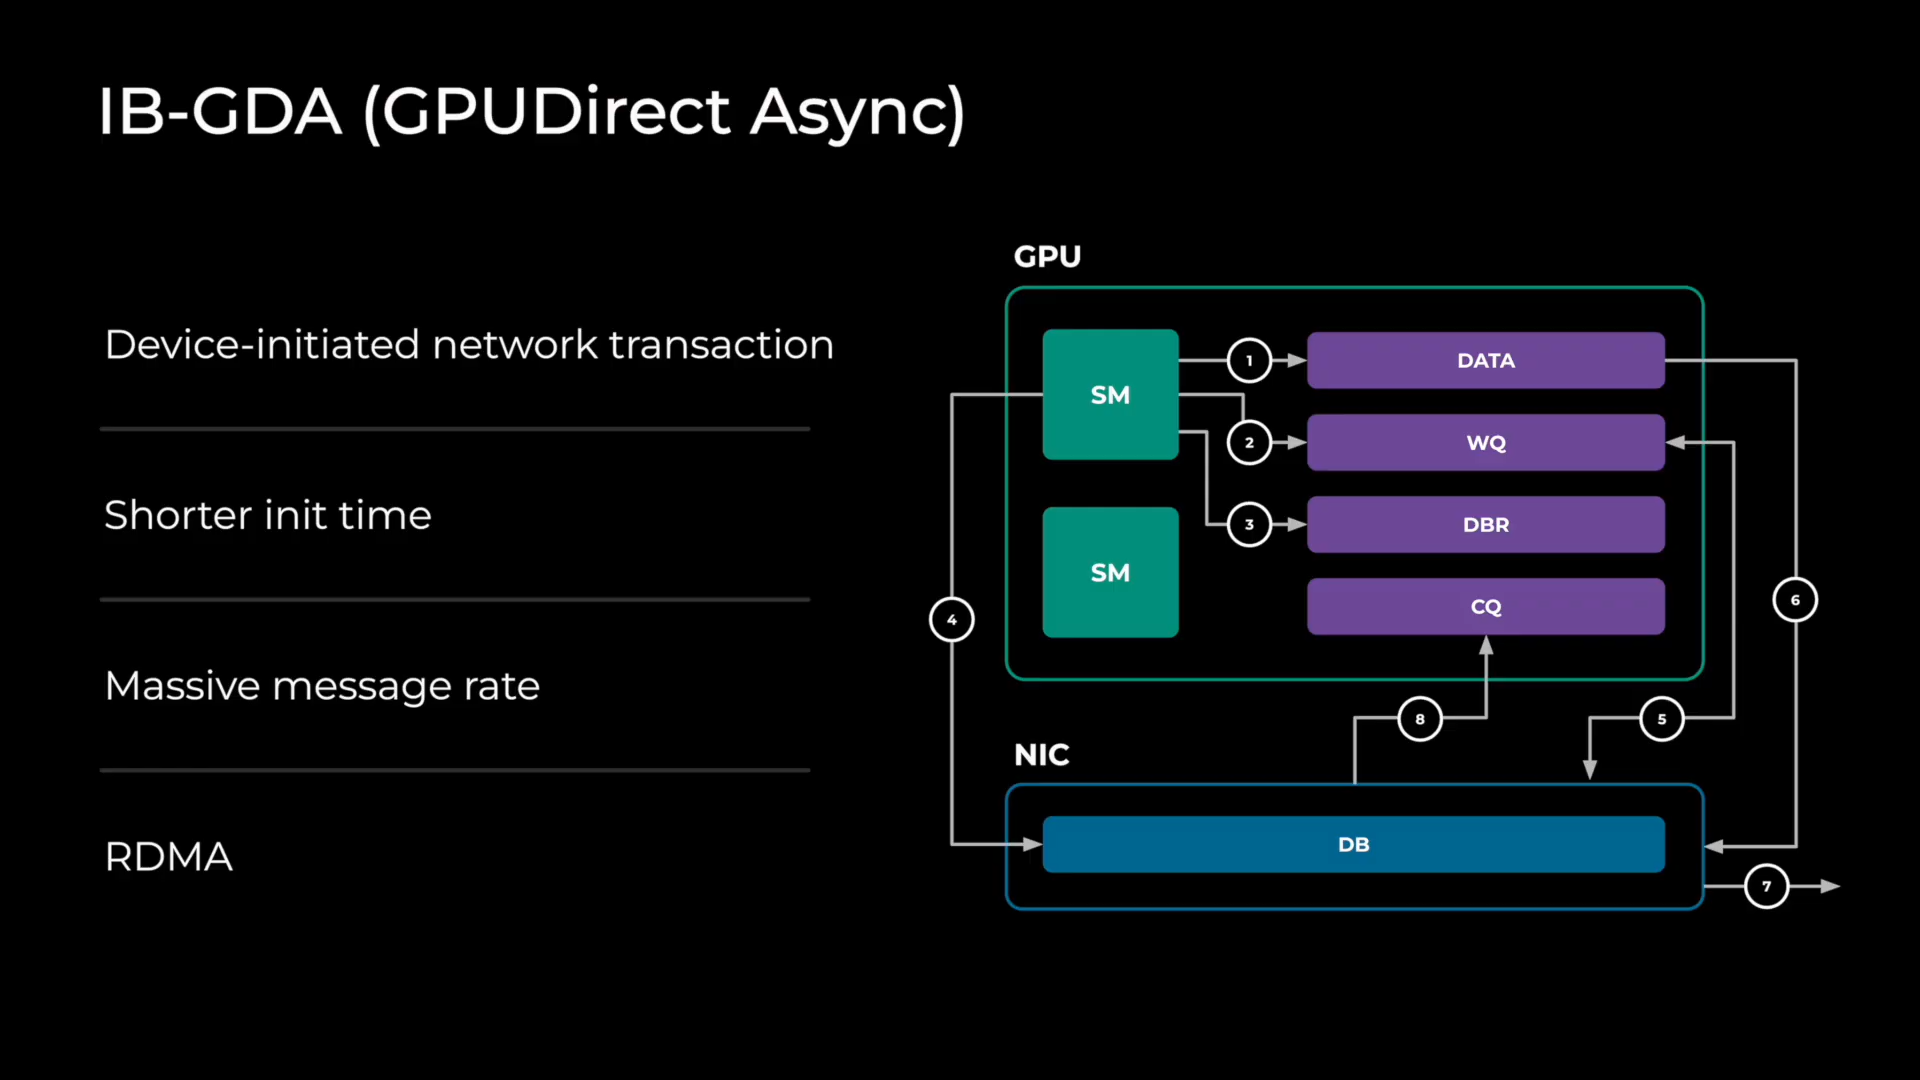 IB-GDA (GPUDirect Async)
Device-initiated network transaction
Shorter init time
Massive message rate
RDMA
GPU
SM
SM
1
2
3
DATA
WQ
DBR
CQ
4
6
8
5
NIC
DB
7